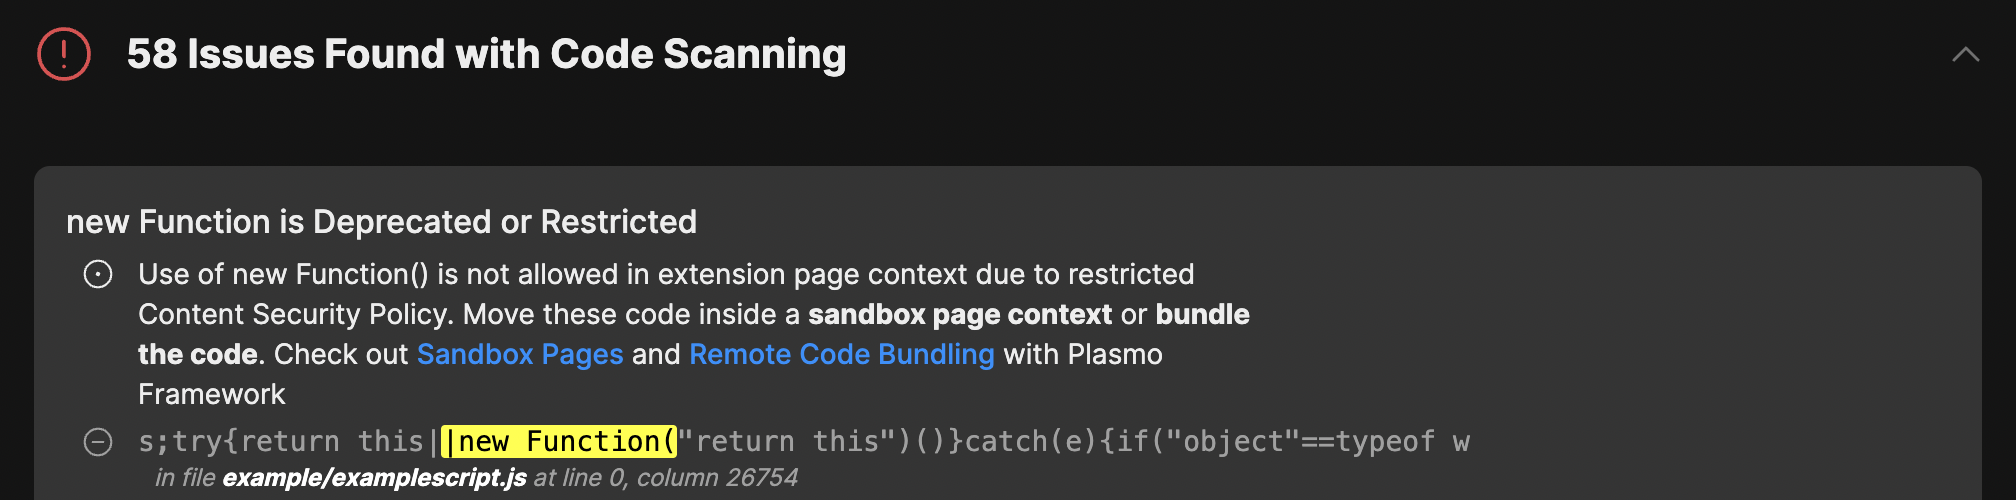 58 Issues Found with Code Scanning
new Function is Deprecated or Restricted
Use of new Function() is not allowed in extension page context due to restricted
Content Security Policy. Move these code inside a sandbox page context or bundle
the code. Check out Sandbox Pages and Remote Code Bundling with Plasmo
Framework
s;try{return this||new Function("return this")()}catch(e){if("object"==typeof w
in file example/examplescript.js at line 0, column 26754